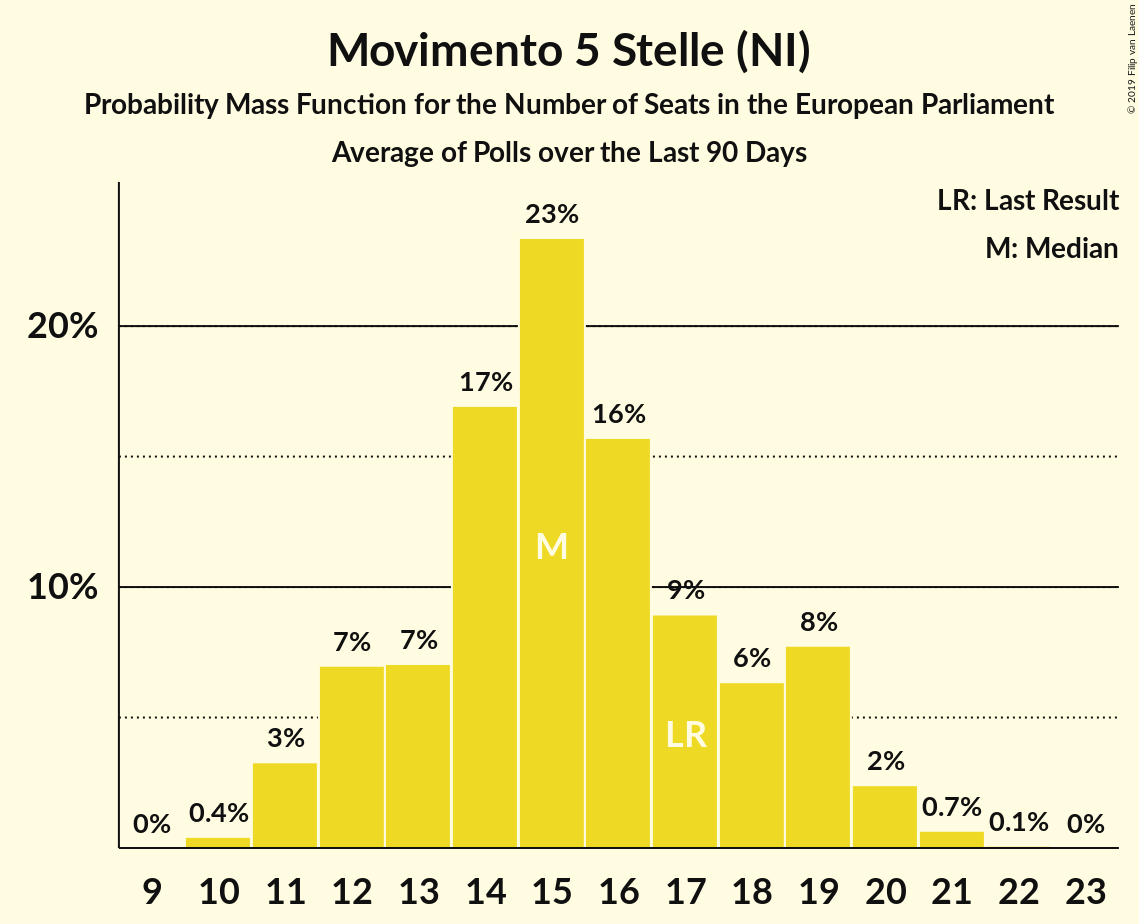 Movimento 5 Stelle (NI)
Probability Mass Function for the Number of Seats in the European Parliament
Average of Polls over the Last 90 Days
© 2019 Filip van Laenen
LR: Last Result
M: Median
20%
10%
0%
0.4%
3%
7%
7%
17%
23%
16%
9%
6%
8%
2%
0.7%
0.1%
0%
M
LR
9 10 11 12 13 14 15 16 17 18 19 20 21 22 23